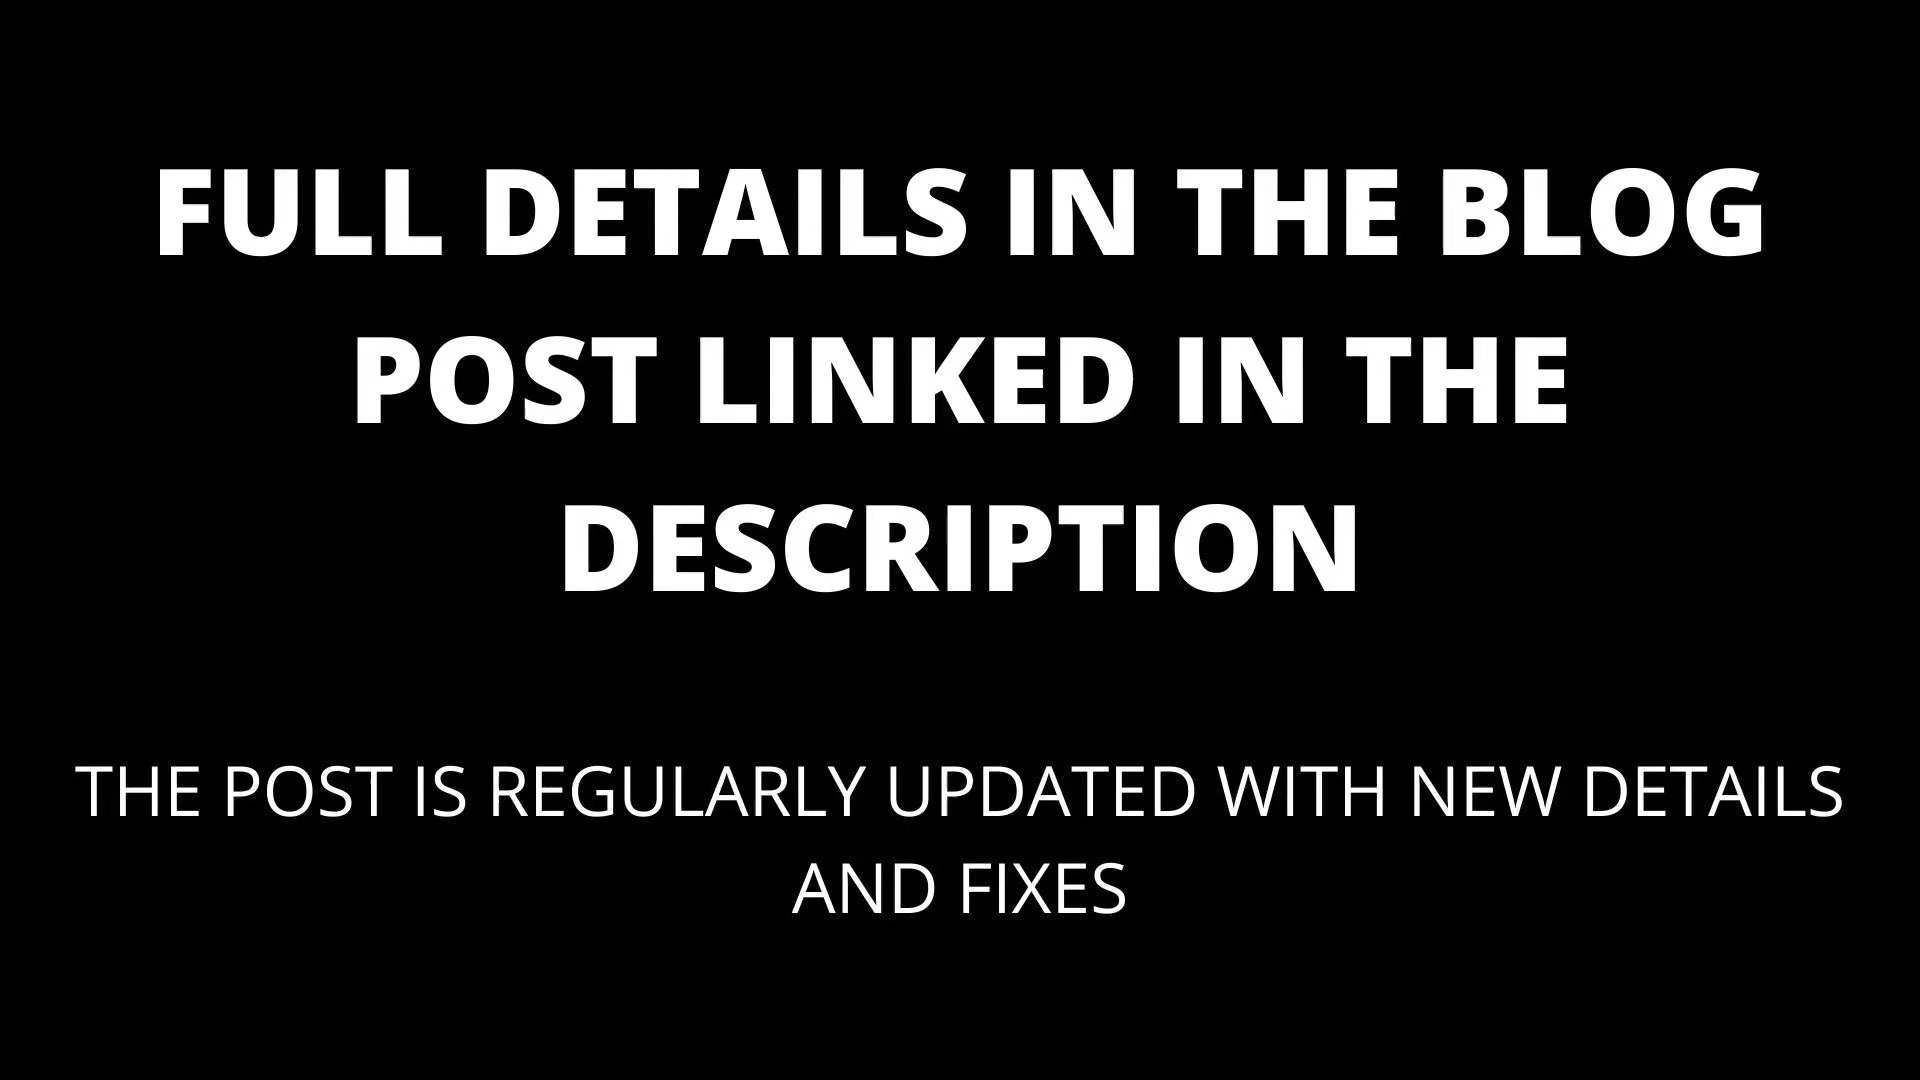 FULL DETAILS IN THE BLOG
POST LINKED IN THE
DESCRIPTION
THE POST IS REGULARLY UPDATED WITH NEW DETAILS
AND FIXES